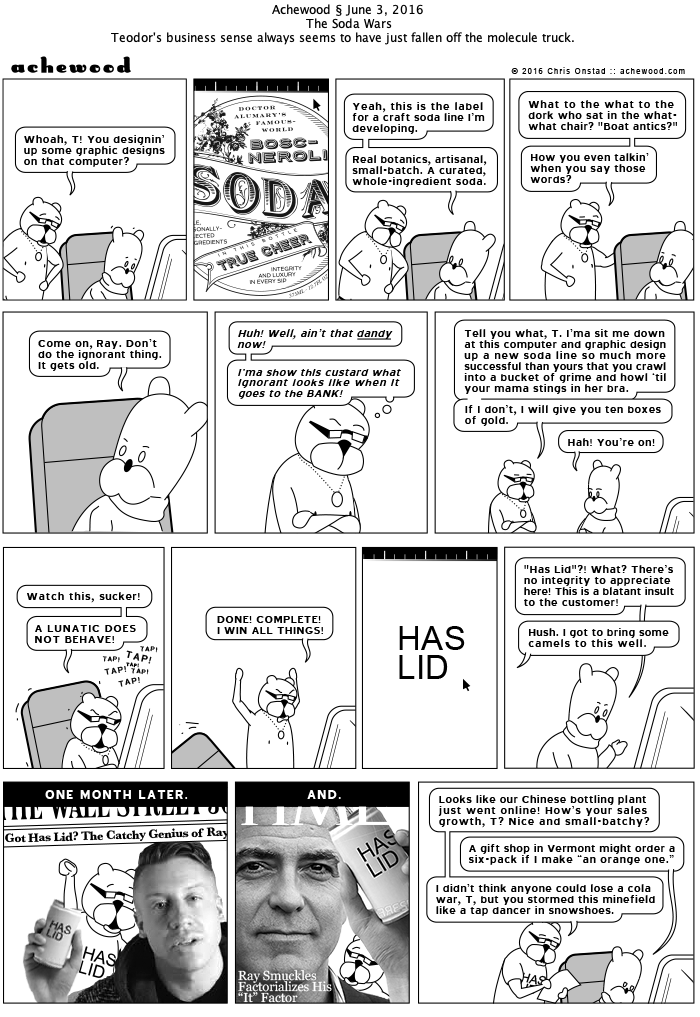 Achewood § June 3, 2016
The Soda Wars
Teodor's business sense always seems to have just fallen off the molecule truck.
achewood
© 2016 Chris Onstad :: achewood.com
Whoah, T! You designin'
up some graphic designs
on that computer?
DOCTOR
ALUMARY'S
FAMOUS-
WORLD
BOSC-
NEROLI
SODA
SONALLY-
ECTED
GREDIENTS
IN THIS BOTTLE
TRUE CHEER
INTEGRITY
AND LUXURY
IN EVERY SIP
Yeah, this is the label
for a craft soda line I'm
developing.
Real botanics, artisanal,
small-batch. A curated,
whole-ingredient soda.
What to the what to the
dork who sat in the what-
what chair? "Boat antics?"
How you even talkin'
when you say those
words?
Come on, Ray. Don't
do the ignorant thing.
It gets old.
Huh! Well, ain't that dandy
now!
I'ma show this custard what
ignorant looks like when it
goes to the BANK!
Tell you what, T. I'ma sit me down
at this computer and graphic design
up a new soda line so much more
successful than yours that you crawl
into a bucket of grime and howl 'til
your mama stings in her bra.
If I don't, I will give you ten boxes
of gold.
Hah! You're on!
Watch this, sucker!
A LUNATIC DOES
NOT BEHAVE!
TAP!
TAP! TAP!
TAP!
TAP! TAP!
TAP!
DONE! COMPLETE!
I WIN ALL THINGS!
HAS
LID
"Has Lid"?! What? There's
no integrity to appreciate
here! This is a blatant insult
to the customer!
Hush. I got to bring some
camels to this well.
ONE MONTH LATER.
THE WALL STREET JO
Got Has Lid? The Catchy Genius of Ray
HAS
LID
HAS
LID
AND.
TIME
HAS
LID
Ray Smuckles
Factorializes His
"It" Factor
Looks like our Chinese bottling plant
just went online! How's your sales
growth, T? Nice and small-batchy?
A gift shop in Vermont might order a
six-pack if I make "an orange one."
I didn't think anyone could lose a cola
war, T, but you stormed this minefield
like a tap dancer in snowshoes.
HAS